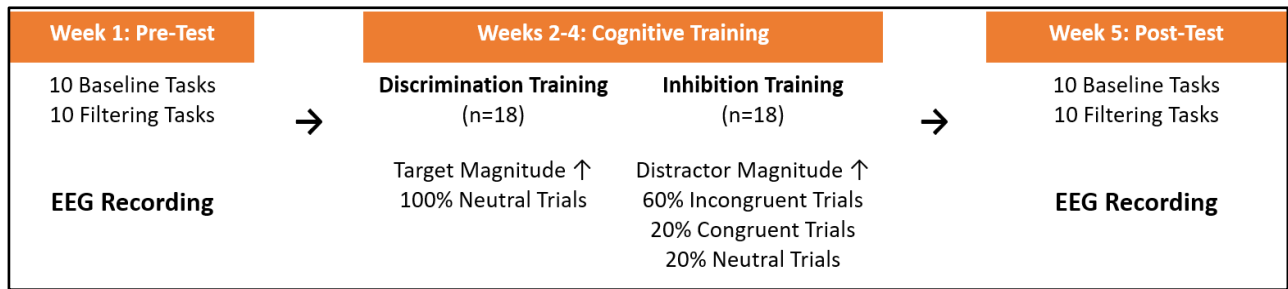 Week 1: Pre-Test
10 Baseline Tasks
10 Filtering Tasks
EEG Recording
→
Weeks 2-4: Cognitive Training
Discrimination Training
(n=18)
Target Magnitude ↑
100% Neutral Trials
Inhibition Training
(n=18)
Distractor Magnitude ↑
60% Incongruent Trials
20% Congruent Trials
20% Neutral Trials
→
Week 5: Post-Test
10 Baseline Tasks
10 Filtering Tasks
EEG Recording